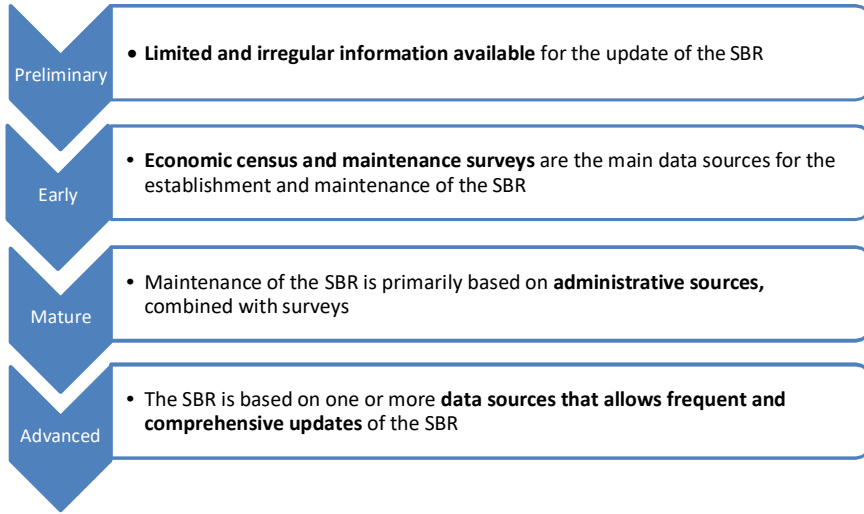 Preliminary
• Limited and irregular information available for the update of the SBR
Early
• Economic census and maintenance surveys are the main data sources for the
establishment and maintenance of the SBR
Mature
• Maintenance of the SBR is primarily based on administrative sources,
combined with surveys
Advanced
• The SBR is based on one or more data sources that allows frequent and
comprehensive updates of the SBR